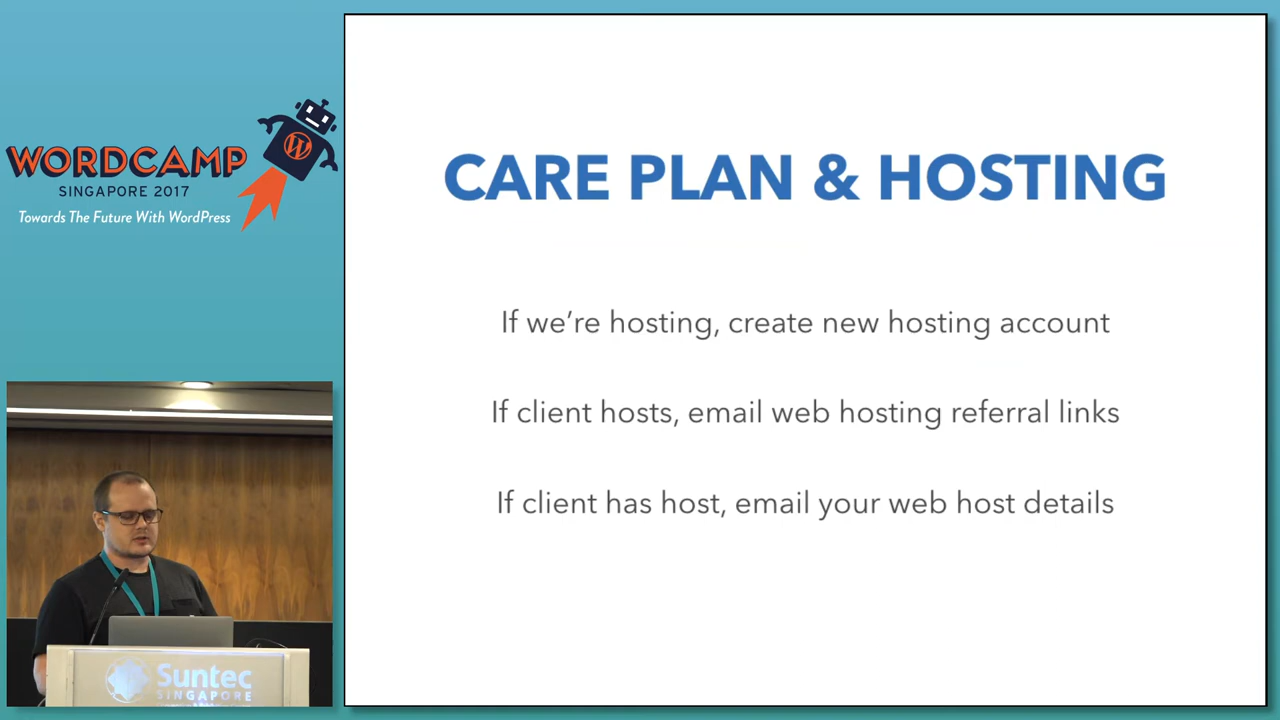 WORDCAMP
SINGAPORE 2017
Towards The Future With WordPress
CARE PLAN & HOSTING
If we’re hosting, create new hosting account
If client hosts, email web hosting referral links
If client has host, email your web host details
Suntec
SINGAPORE